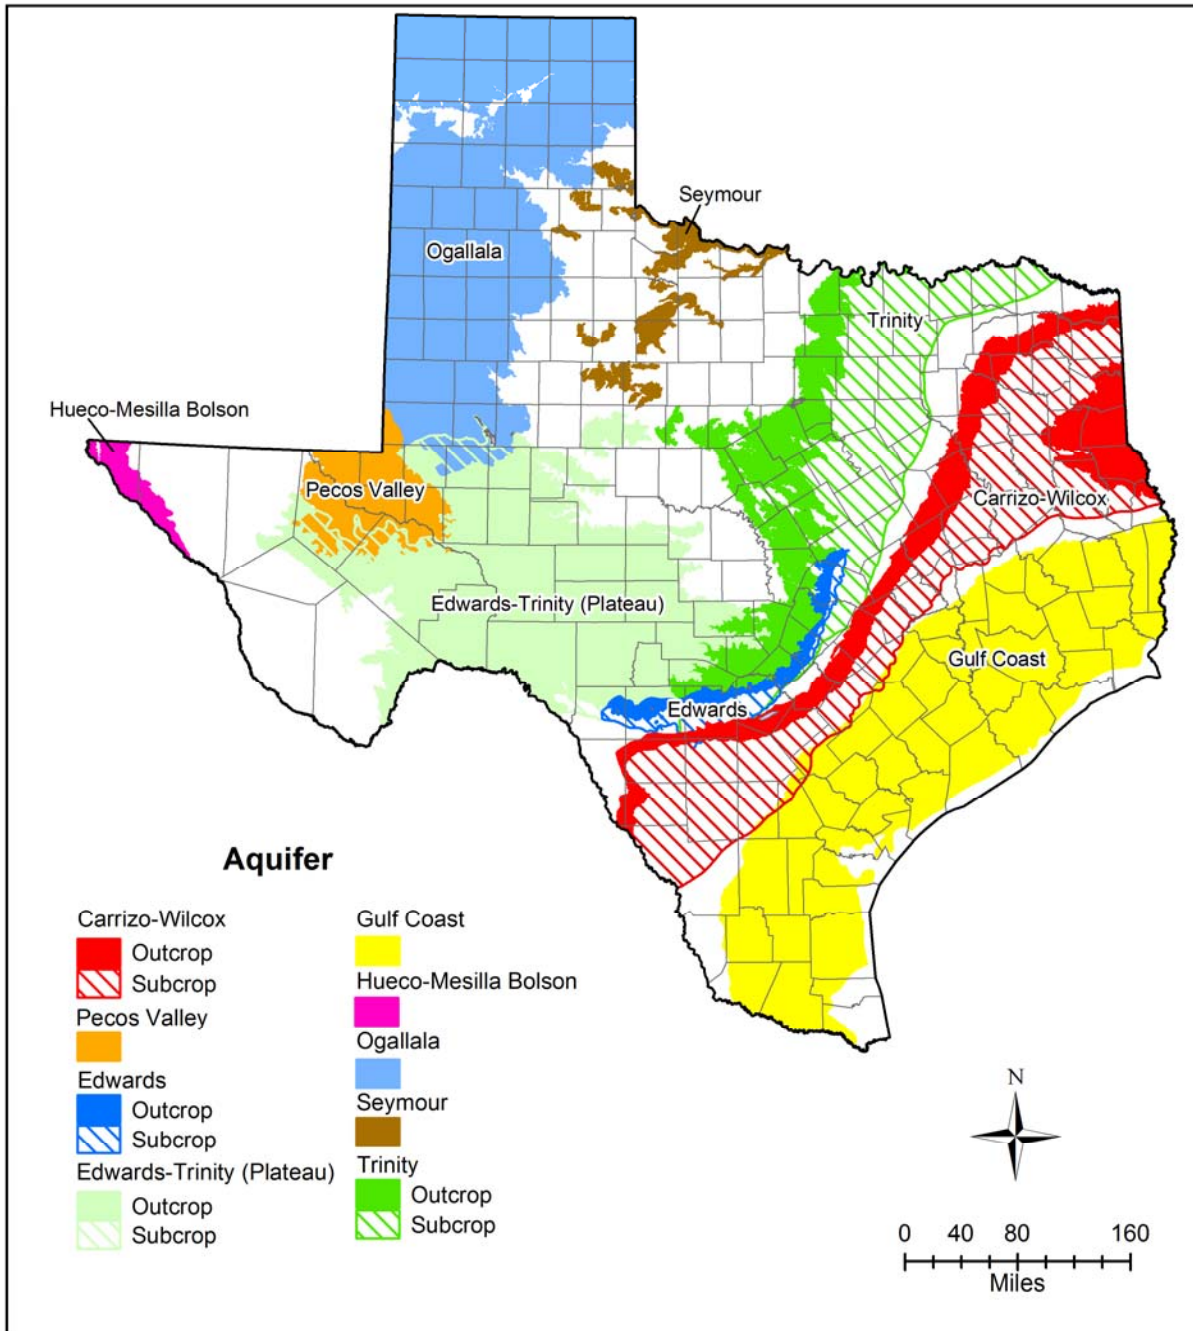 Seymour
Ogallala
Trinity
Hueco-Mesilla Bolson
Pecos Valley
Carrizo-Wilcox
Edwards-Trinity (Plateau)
Gulf Coast
Edwards
Aquifer
Carrizo-Wilcox
Outcrop
Subcrop
Pecos Valley
Edwards
Outcrop
Subcrop
Edwards-Trinity (Plateau)
Outcrop
Subcrop
Gulf Coast
Hueco-Mesilla Bolson
Ogallala
Seymour
Trinity
Outcrop
Subcrop
N
0 40 80 160
Miles